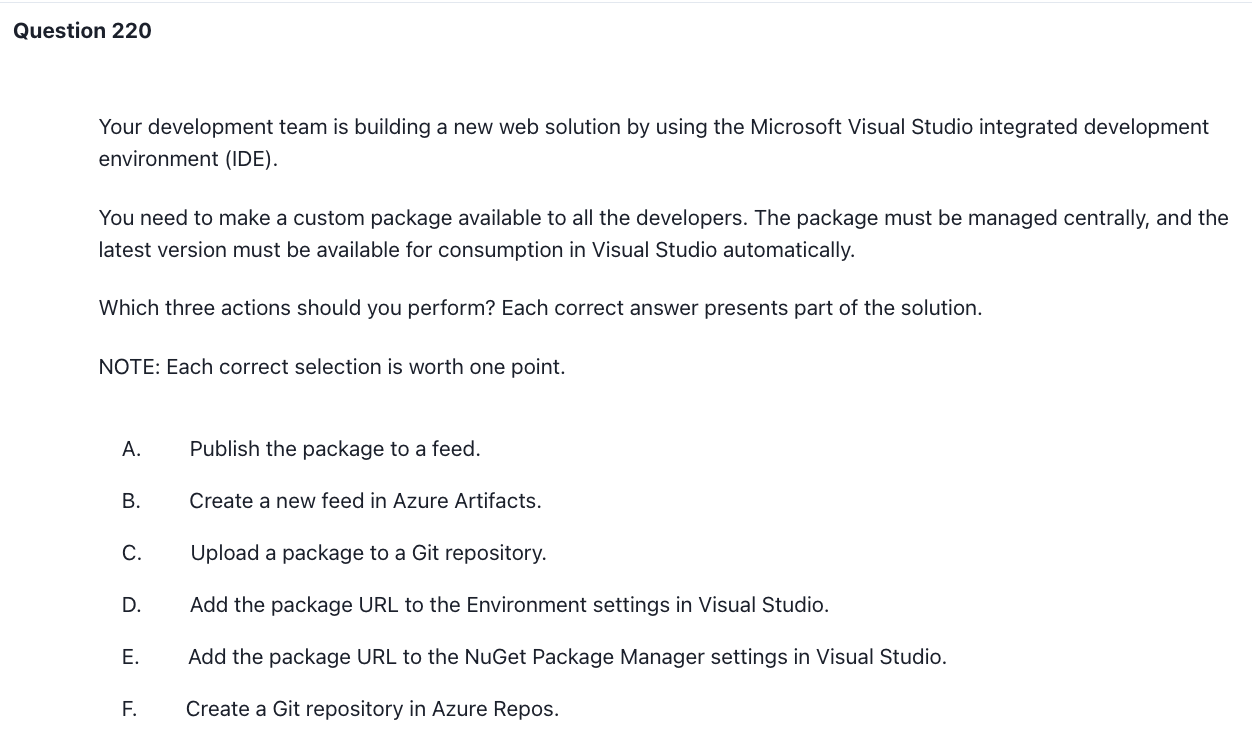 Question 220
Your development team is building a new web solution by using the Microsoft Visual Studio integrated development
environment (IDE).
You need to make a custom package available to all the developers. The package must be managed centrally, and the
latest version must be available for consumption in Visual Studio automatically.
Which three actions should you perform? Each correct answer presents part of the solution.
NOTE: Each correct selection is worth one point.
A. Publish the package to a feed.
B. Create a new feed in Azure Artifacts.
C. Upload a package to a Git repository.
D. Add the package URL to the Environment settings in Visual Studio.
E. Add the package URL to the NuGet Package Manager settings in Visual Studio.
F. Create a Git repository in Azure Repos.